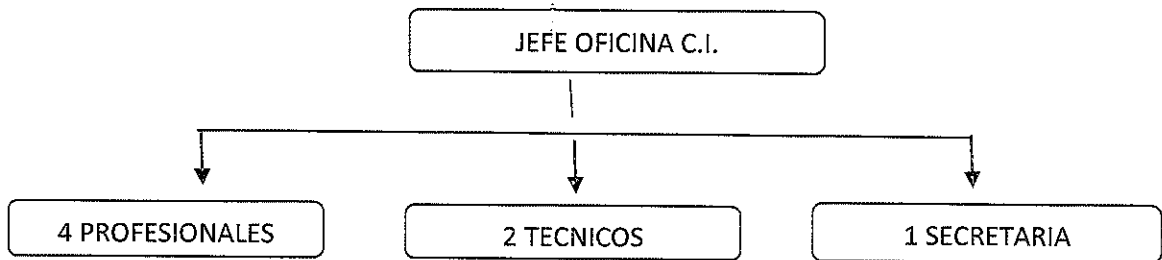 JEFE OFICINA C.I.
4 PROFESIONALES
2 TECNICOS
1 SECRETARIA